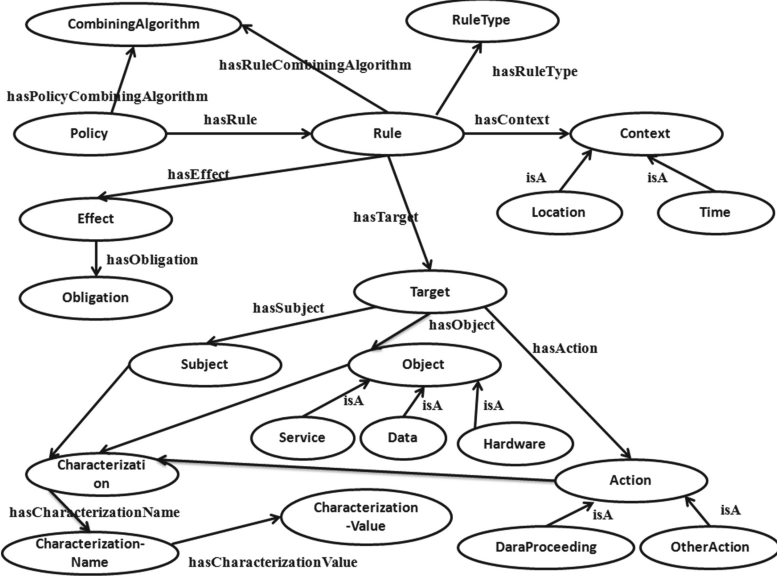 CombiningAlgorithm
RuleType
hasRuleCombiningAlgorithm
hasRuleType
hasPolicyCombiningAlgorithm
Policy
hasRule
Rule
hasContext
Context
hasEffect
isA
isA
Effect
hasTarget
Location
Time
hasObligation
Obligation
Target
hasSubject
hasObject
hasAction
Subject
Object
isA
isA
isA
Service
Data
Hardware
Characterizati
on
Action
hasCharacterizationName
Characterization
-Value
isA
isA
Characterization-
Name
hasCharacterizationValue
DaraProceeding
OtherAction